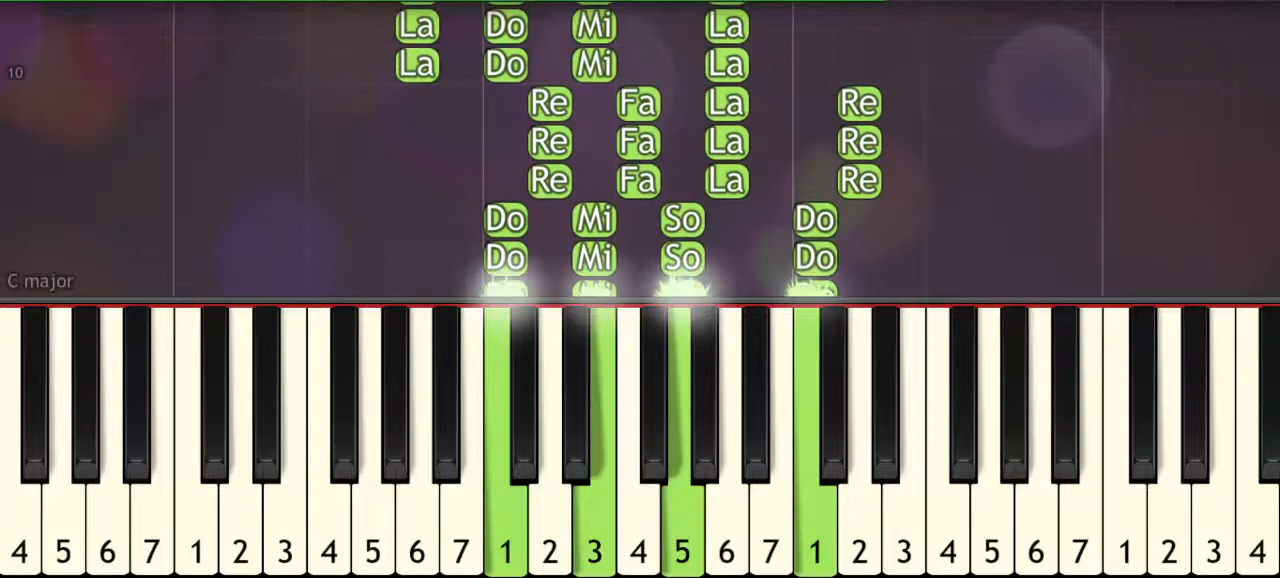 La Do Mi La
10 La Do Mi La
Re Fa La Re
Re Fa La Re
Re Fa La Re
Do Mi So Do
Do Mi So Do
C major
4 5 6 7 1 2 3 4 5 6 7 1 2 3 4 5 6 7 1 2 3 4 5 6 7 1 2 3 4